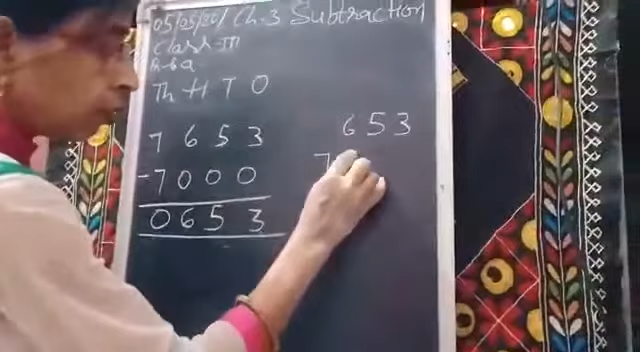 05/05/20/ Ch-3 Subtraction
Class-III
Th H T O
7 6 5 3
-7 0 0 0
0 6 5 3
6 5 3
7